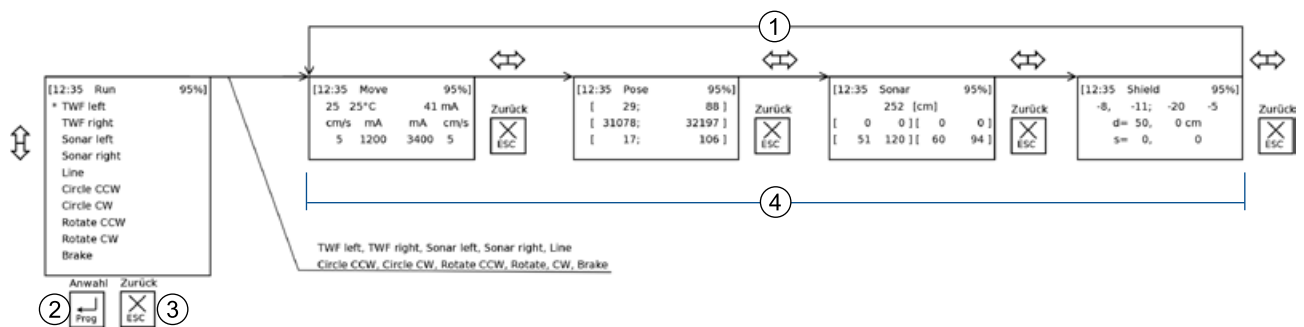 1
[12:35 Run 95%]
* TWF left
TWF right
Sonar left
Sonar right
Line
Circle CCW
Circle CW
Rotate CCW
Rotate CW
Brake
Anwahl
Prog
2
Zurück
ESC
3
[12:35 Move 95%]
25 25°C 41 mA
cm/s mA mA cm/s
5 1200 3400 5
Zurück
ESC
[12:35 Pose 95%]
[ 29; 88 ]
[ 31078; 32197 ]
[ 17; 106 ]
Zurück
ESC
[12:35 Sonar 95%]
252 [cm]
[ 0 0 ] [ 0 0 ]
[ 51 120 ] [ 60 94 ]
Zurück
ESC
[12:35 Shield 95%]
-8, -11; -20 -5
d= 50, 0 cm
s= 0, 0
Zurück
ESC
4
TWF left, TWF right, Sonar left, Sonar right, Line
Circle CCW, Circle CW, Rotate CCW, Rotate, CW, Brake